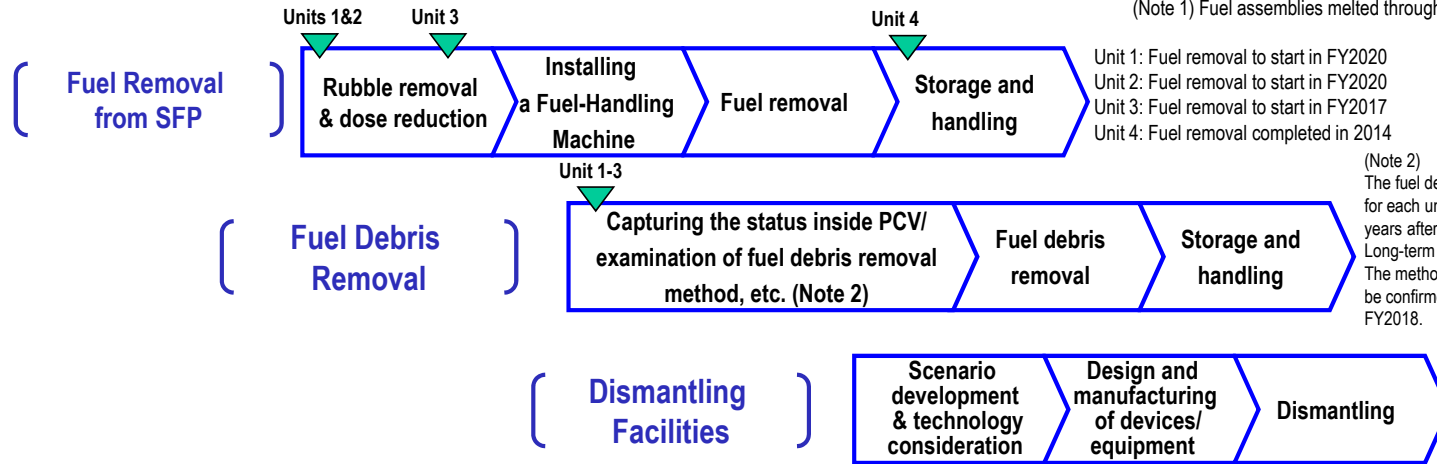 (Note 1) Fuel assemblies melted through
Units 1&2
Unit 3
Unit 4
Fuel Removal
from SFP
Rubble removal
& dose reduction
Installing
a Fuel-Handling
Machine
Fuel removal
Storage and
handling
Unit 1: Fuel removal to start in FY2020
Unit 2: Fuel removal to start in FY2020
Unit 3: Fuel removal to start in FY2017
Unit 4: Fuel removal completed in 2014
Unit 1-3
Fuel Debris
Removal
Capturing the status inside PCV/
examination of fuel debris removal
method, etc. (Note 2)
Fuel debris
removal
Storage and
handling
(Note 2)
The fuel de
for each un
years after
Long-term
The metho
be confirme
FY2018.
Dismantling
Facilities
Scenario
development
& technology
consideration
Design and
manufacturing
of devices/
equipment
Dismantling